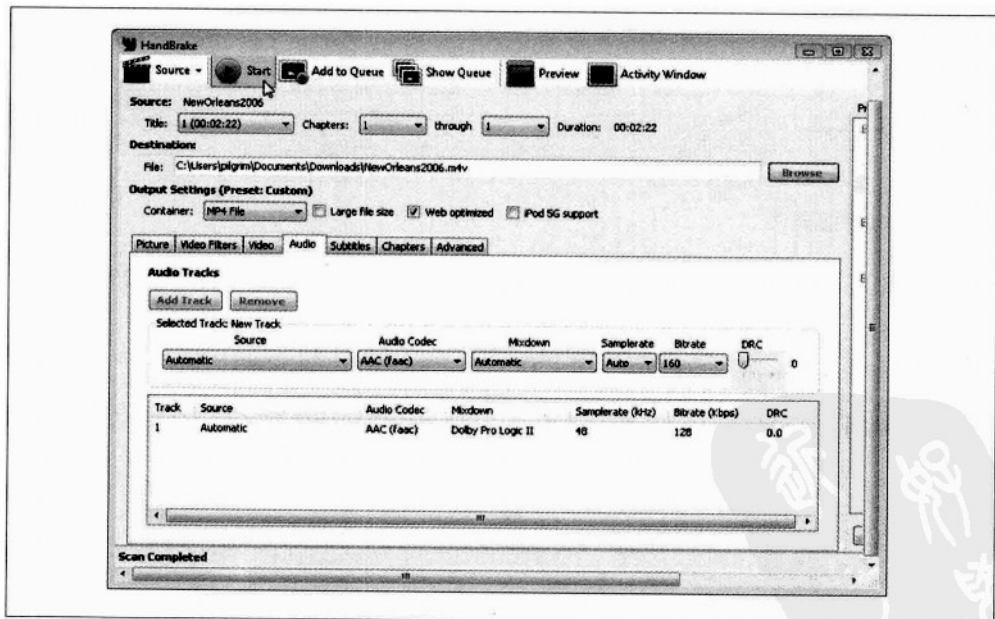 HandBrake
Source Start Add to Queue Show Queue Preview Activity Window
Source: NewOrleans2006
Title: 1 (00:02:22) Chapters: 1 through 1 Duration: 00:02:22
Destination:
File: C:\Users\pilgrim\Documents\Downloads\NewOrleans2006.m4v Browse
Output Settings (Preset: Custom)
Container: MP4 File Large file size Web optimized iPod 5G support
Picture Video Filters Video Audio Subtitles Chapters Advanced
Audio Tracks
Add Track Remove
Selected Track: New Track
Source Audio Codec Mixdown Samplerate Bitrate DRC
Automatic AAC (faac) Automatic Auto 160 0
Track Source Audio Codec Mixdown Samplerate (kHz) Bitrate (Kbps) DRC
1 Automatic AAC (faac) Dolby Pro Logic II 48 128 0.0
Scan Completed